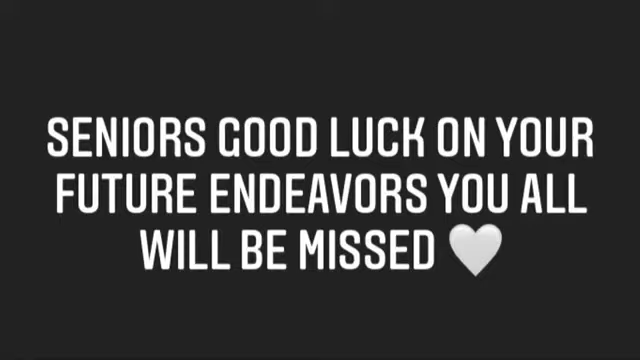 SENIORS GOOD LUCK ON YOUR
FUTURE ENDEAVORS YOU ALL
WILL BE MISSED 🤍